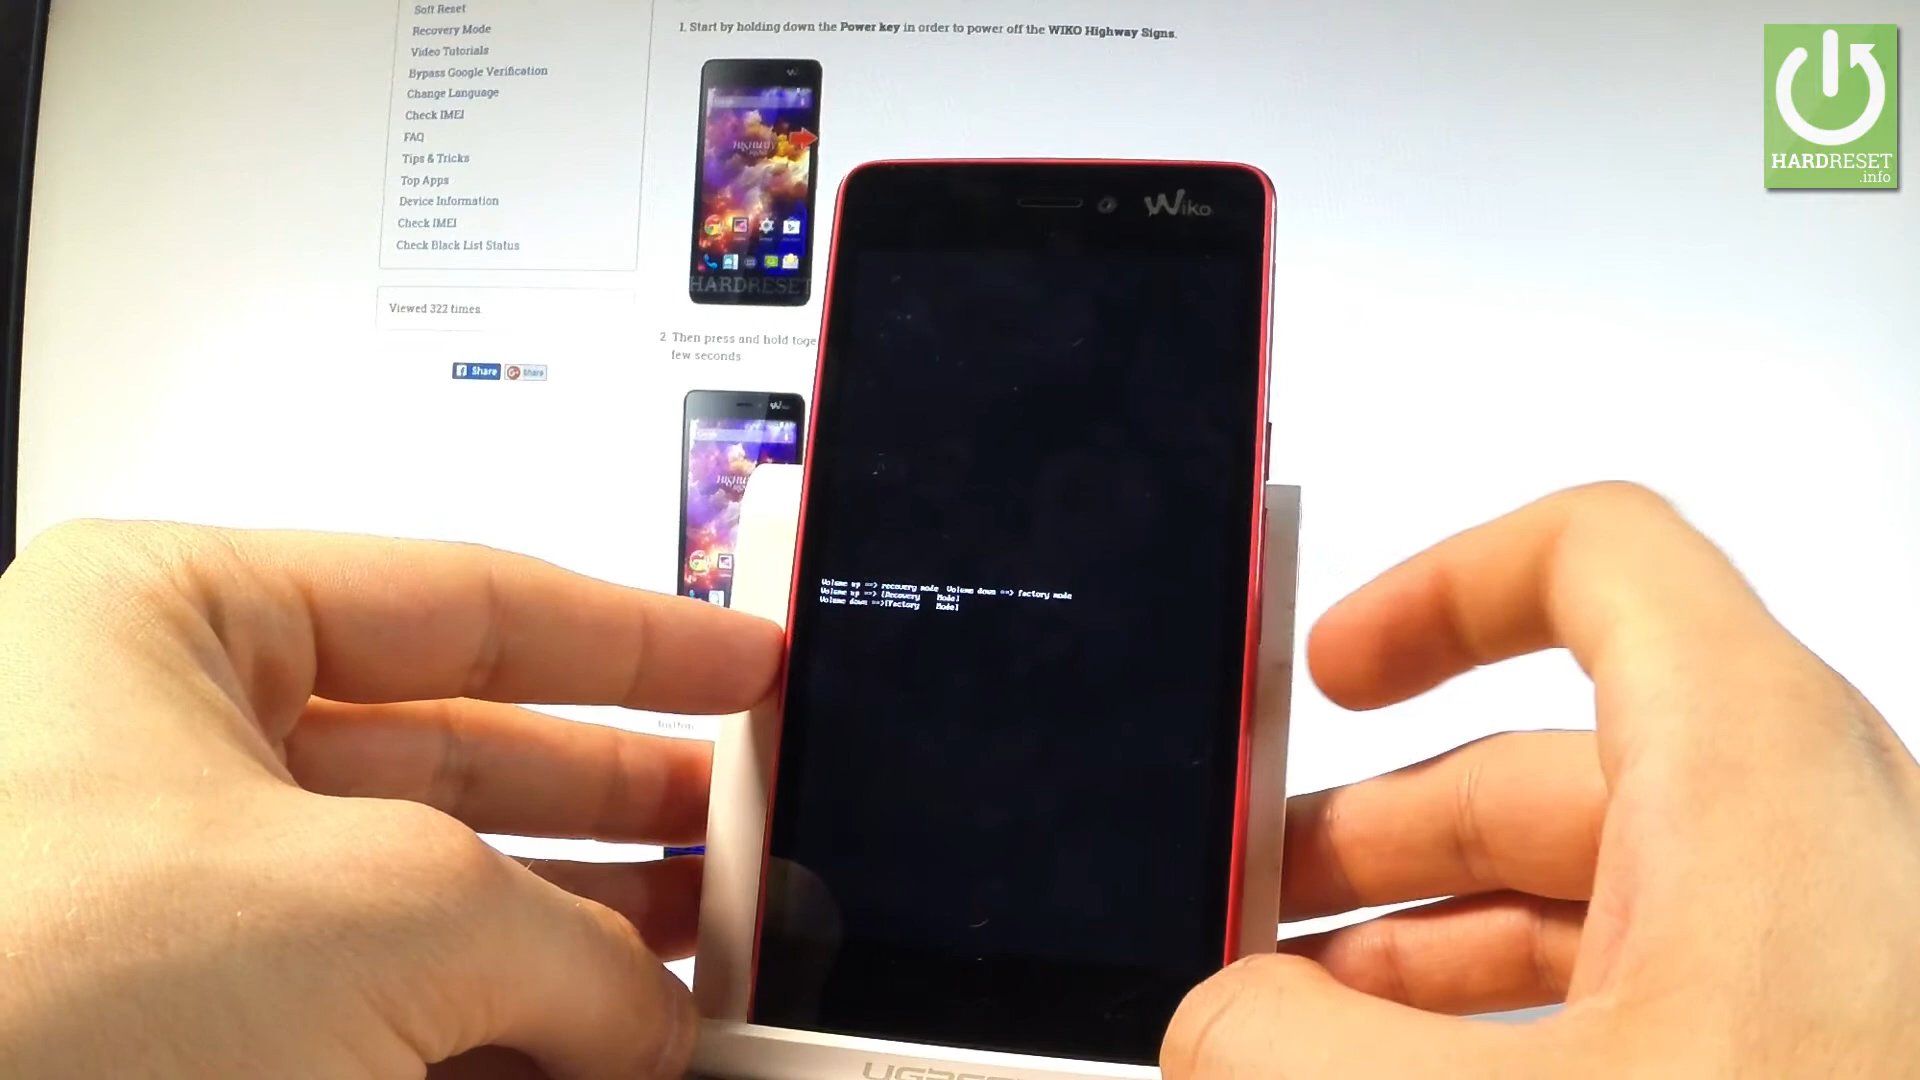 Soft Reset
Recovery Mode
Video Tutorials
Bypass Google Verification
Change Language
Check IMEI
FAQ
Tips & Tricks
Top Apps
Device Information
Check IMEI
Check Black List Status
Viewed 322 times.
Share
Share
1. Start by holding down the Power key in order to power off the WIKO Highway Signs.
HARDRESET
2 Then press and hold toge
few seconds
button
Wiko
Volume up ==> recovery mode Volume down ==> factory mode
Volume up ==> [Recovery Mode]
Volume down ==>[Factory Mode]
HARDRESET
.info